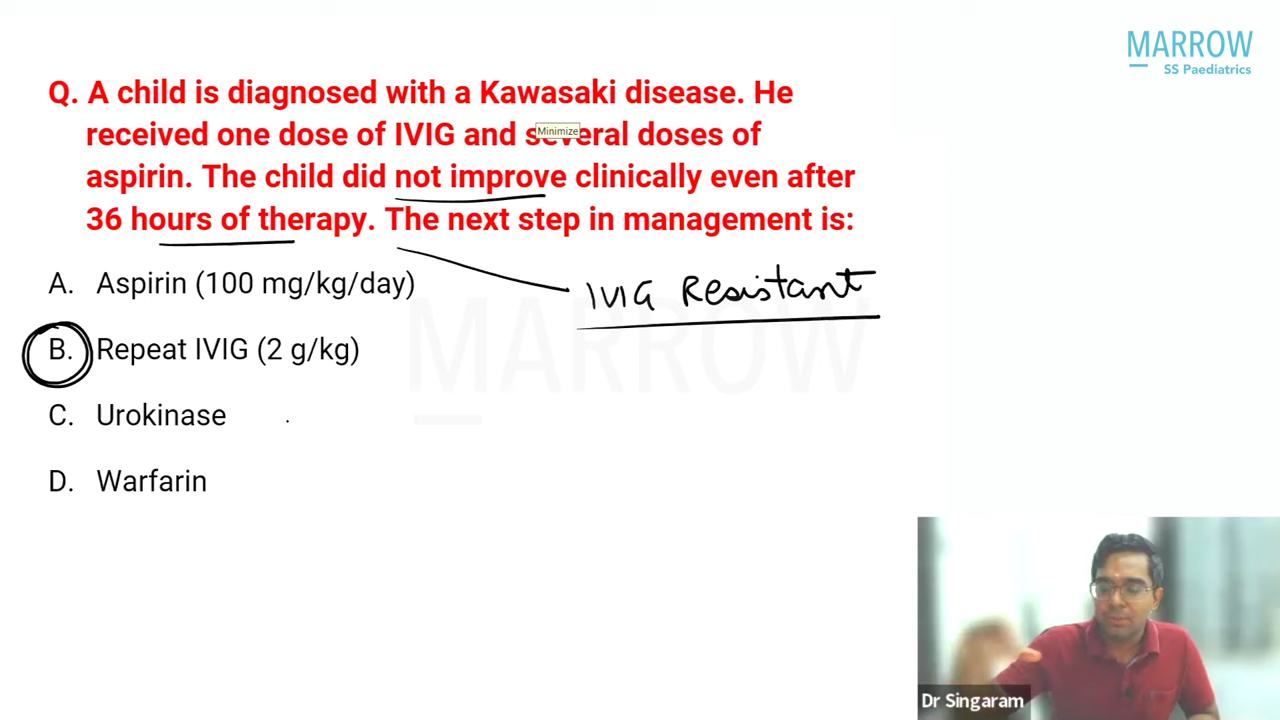 MARROW
SS Paediatrics
Q. A child is diagnosed with a Kawasaki disease. He
received one dose of IVIG and several doses of
Minimize
aspirin. The child did not improve clinically even after
36 hours of therapy. The next step in management is:
A. Aspirin (100 mg/kg/day)
IVIG Resistant
B. Repeat IVIG (2 g/kg)
MARROW
C. Urokinase
D. Warfarin
Dr Singaram